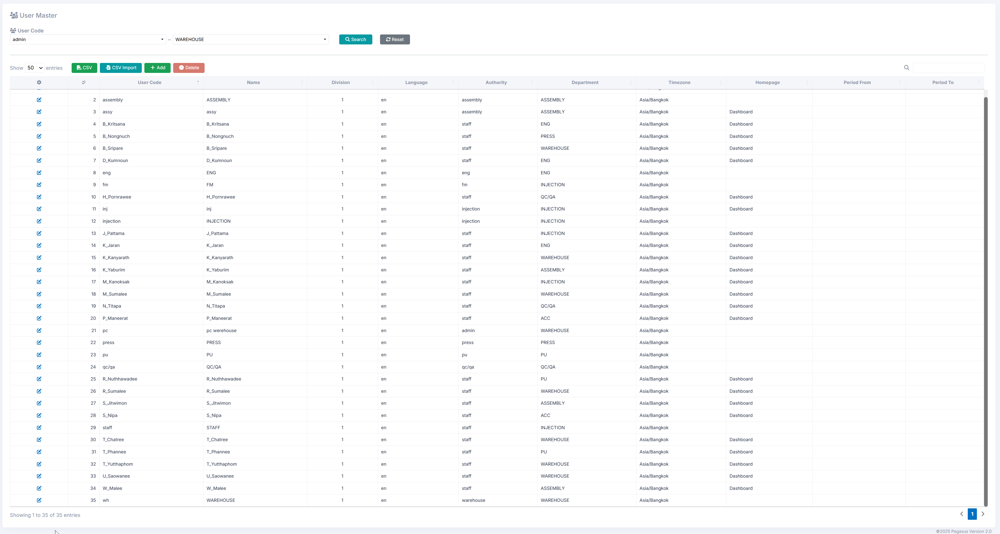 User Master
User Code
admin ~ WAREHOUSE Search Reset
Show 50 entries CSV CSV Import Add Delete
User Code Name Division Language Authority Department Timezone Homepage Period From Period To
2 assembly ASSEMBLY 1 en assembly ASSEMBLY Asia/Bangkok
3 assy assy 1 en assembly ASSEMBLY Asia/Bangkok Dashboard
4 B_Kritsana B_Kritsana 1 en staff ENG Asia/Bangkok Dashboard
5 B_Nongnuch B_Nongnuch 1 en staff PRESS Asia/Bangkok Dashboard
6 B_Sripare B_Sripare 1 en staff WAREHOUSE Asia/Bangkok Dashboard
7 D_Kumnoun D_Kumnoun 1 en staff ENG Asia/Bangkok Dashboard
8 eng ENG 1 en eng ENG Asia/Bangkok
9 fm FM 1 en fm INJECTION Asia/Bangkok
10 H_Pornrawee H_Pornrawee 1 en staff QC/QA Asia/Bangkok Dashboard
11 inj inj 1 en injection INJECTION Asia/Bangkok Dashboard
12 injection INJECTION 1 en injection INJECTION Asia/Bangkok
13 J_Pattama J_Pattama 1 en staff INJECTION Asia/Bangkok Dashboard
14 K_Jaran K_Jaran 1 en staff ENG Asia/Bangkok Dashboard
15 K_Kanyarath K_Kanyarath 1 en staff WAREHOUSE Asia/Bangkok Dashboard
16 K_Yaburim K_Yaburim 1 en staff ASSEMBLY Asia/Bangkok Dashboard
17 M_Kanoksak M_Kanoksak 1 en staff INJECTION Asia/Bangkok Dashboard
18 M_Sumalee M_Sumalee 1 en staff WAREHOUSE Asia/Bangkok Dashboard
19 N_Titapa N_Titapa 1 en staff QC/QA Asia/Bangkok Dashboard
20 P_Maneerat P_Maneerat 1 en staff ACC Asia/Bangkok Dashboard
21 pc pc werehouse 1 en admin WAREHOUSE Asia/Bangkok
22 press PRESS 1 en press PRESS Asia/Bangkok
23 pu PU 1 en pu PU Asia/Bangkok
24 qc/qa QC/QA 1 en qc/qa QC/QA Asia/Bangkok
25 R_Nuthhawadee R_Nuthhawadee 1 en staff PU Asia/Bangkok Dashboard
26 R_Sumalee R_Sumalee 1 en staff WAREHOUSE Asia/Bangkok Dashboard
27 S_Jitwimon S_Jitwimon 1 en staff ASSEMBLY Asia/Bangkok Dashboard
28 S_Nipa S_Nipa 1 en staff ACC Asia/Bangkok Dashboard
29 staff STAFF 1 en staff INJECTION Asia/Bangkok
30 T_Chatree T_Chatree 1 en staff WAREHOUSE Asia/Bangkok Dashboard
31 T_Phannee T_Phannee 1 en staff PU Asia/Bangkok Dashboard
32 T_Yutthaphom T_Yutthaphom 1 en staff WAREHOUSE Asia/Bangkok Dashboard
33 U_Saowanee U_Saowanee 1 en staff WAREHOUSE Asia/Bangkok Dashboard
34 W_Malee W_Malee 1 en staff ASSEMBLY Asia/Bangkok Dashboard
35 wh WAREHOUSE 1 en warehouse WAREHOUSE Asia/Bangkok
Showing 1 to 35 of 35 entries 1
©2025 Pegasus Version 2.0